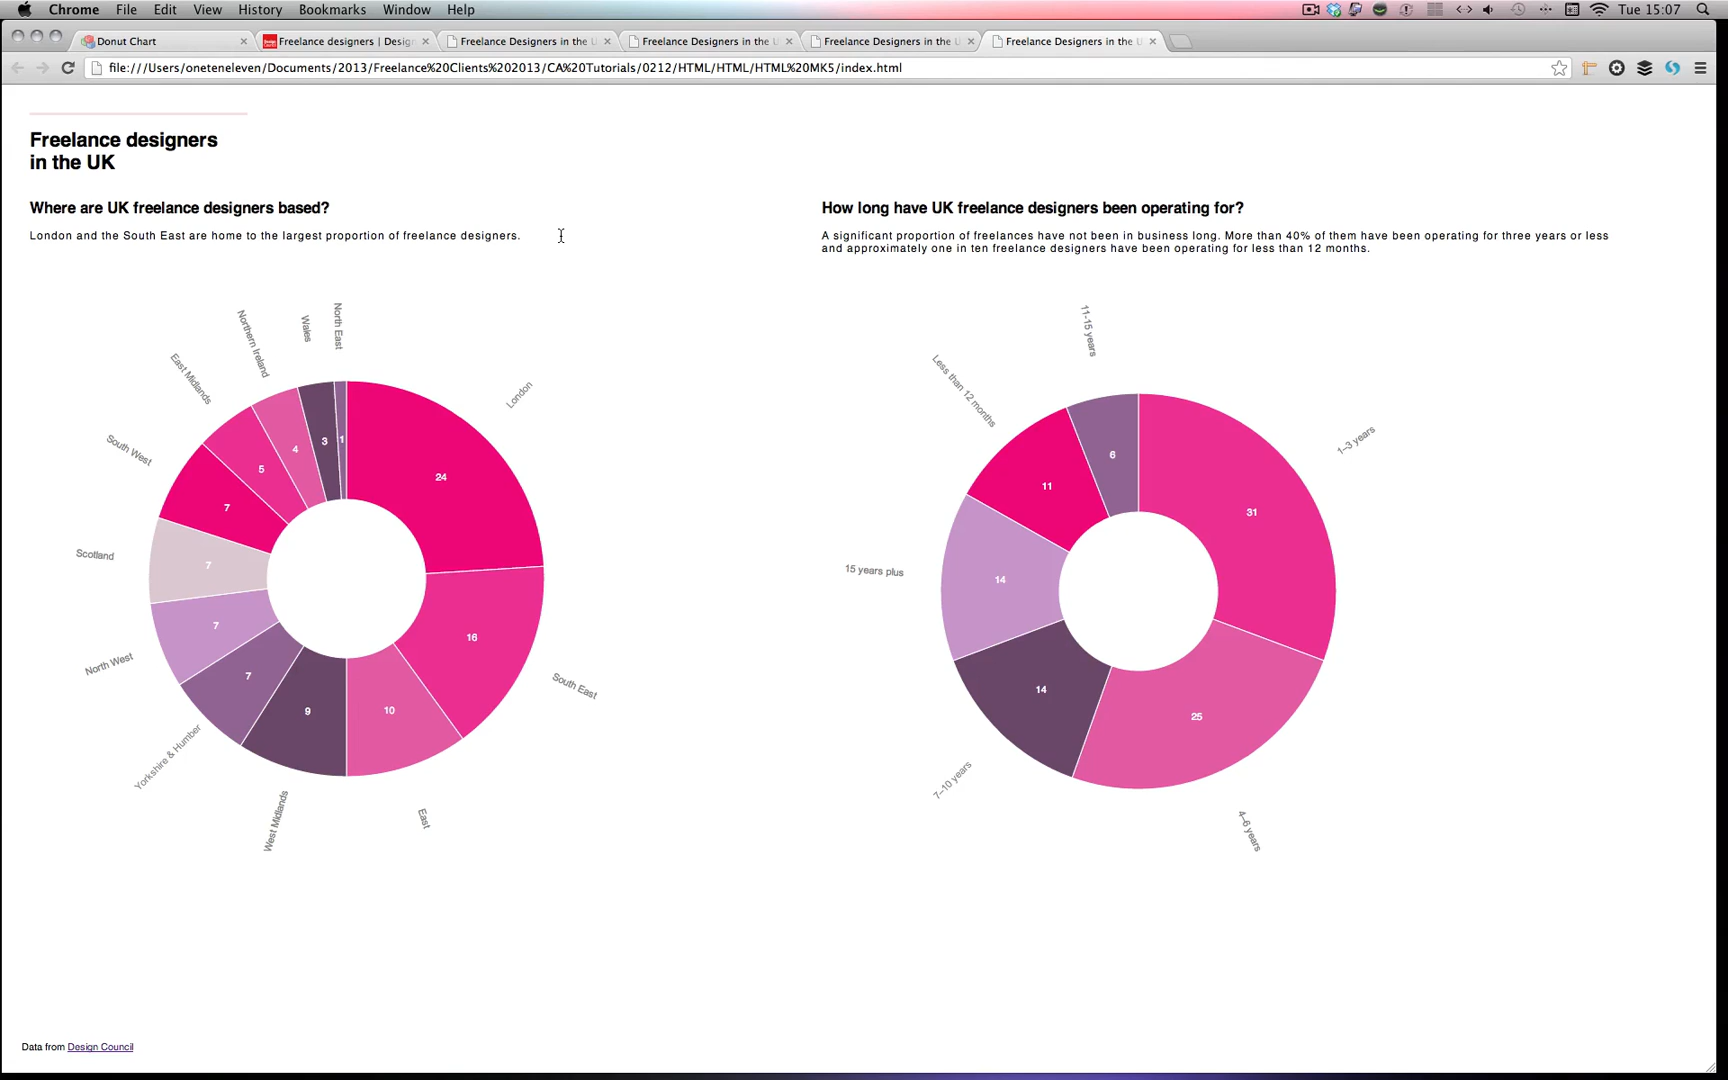 Chrome File Edit View History Bookmarks Window Help
Tue 15:07
Donut Chart
Freelance designers | Desig
Freelance Designers in the U
Freelance Designers in the U
Freelance Designers in the U
Freelance Designers in the U
file:///Users/oneteneleven/Documents/2013/Freelance%20Clients%202013/CA%20Tutorials/0212/HTML/HTML/HTML%20MK5/index.html
Freelance designers
in the UK
Where are UK freelance designers based?
London and the South East are home to the largest proportion of freelance designers.
London
24
South East
16
East
10
West Midlands
9
Yorkshire & Humber
7
North West
7
Scotland
7
South West
7
East Midlands
5
Northern Ireland
4
Wales
3
North East
1
How long have UK freelance designers been operating for?
A significant proportion of freelances have not been in business long. More than 40% of them have been operating for three years or less
and approximately one in ten freelance designers have been operating for less than 12 months.
1–3 years
31
4–6 years
25
7–10 years
14
15 years plus
14
Less than 12 months
11
11-15 years
6
Data from Design Council